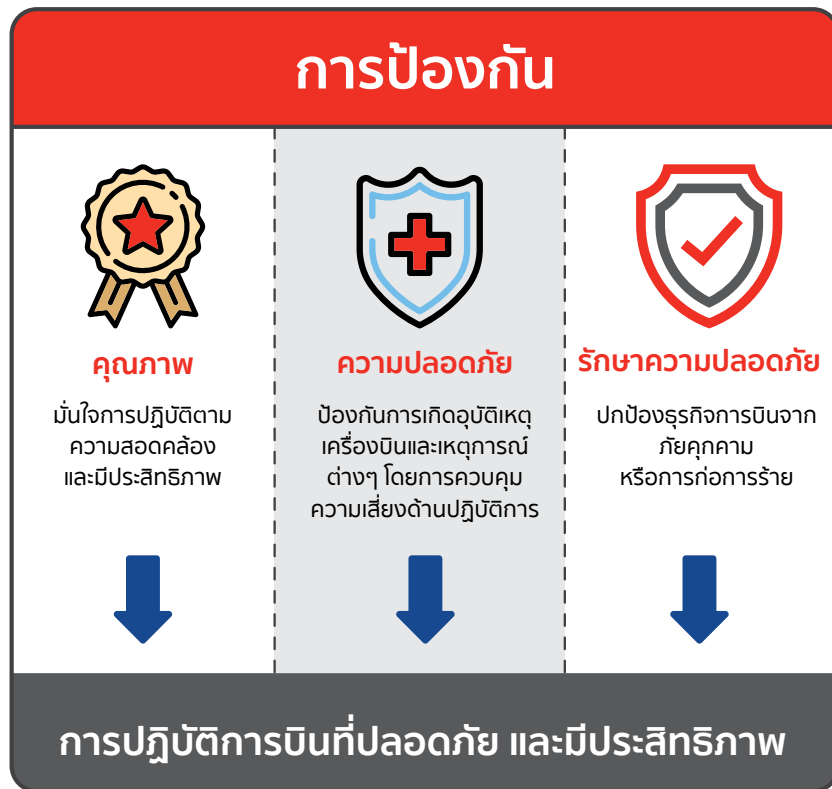 การป้องกัน
คุณภาพ
มั่นใจการปฏิบัติตาม
ความสอดคล้อง
และมีประสิทธิภาพ
ความปลอดภัย
ป้องกันการเกิดอุบัติเหตุ
เครื่องบินและเหตุการณ์
ต่างๆ โดยการควบคุม
ความเสี่ยงด้านปฏิบัติการ
รักษาความปลอดภัย
ปกป้องธุรกิจการบินจาก
ภัยคุกคาม
หรือการก่อการร้าย
การปฏิบัติการบินที่ปลอดภัย และมีประสิทธิภาพ